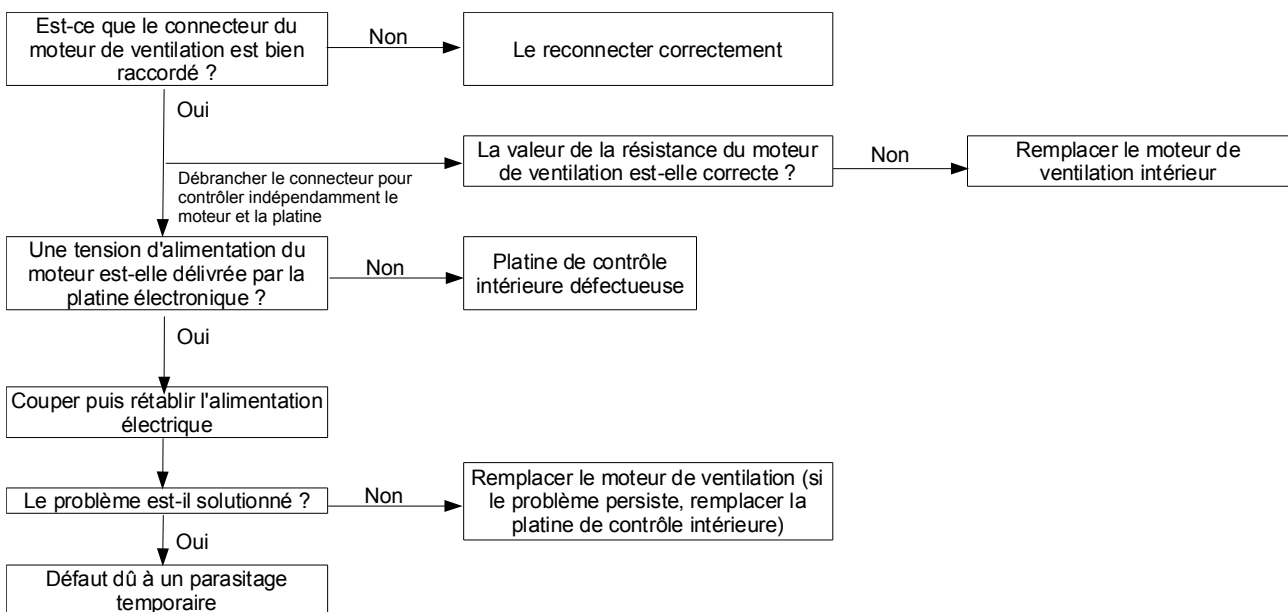 Est-ce que le connecteur du
moteur de ventilation est bien
raccordé ?
Non
Le reconnecter correctement
Oui
La valeur de la résistance du moteur
de ventilation est-elle correcte ?
Non
Remplacer le moteur de
ventilation intérieur
Débrancher le connecteur pour
contrôler indépendamment le
moteur et la platine
Une tension d'alimentation du
moteur est-elle délivrée par la
platine électronique ?
Non
Platine de contrôle
intérieure défectueuse
Oui
Couper puis rétablir l'alimentation
électrique
Le problème est-il solutionné ?
Non
Remplacer le moteur de ventilation (si
le problème persiste, remplacer la
platine de contrôle intérieure)
Oui
Défaut dû à un parasitage
temporaire